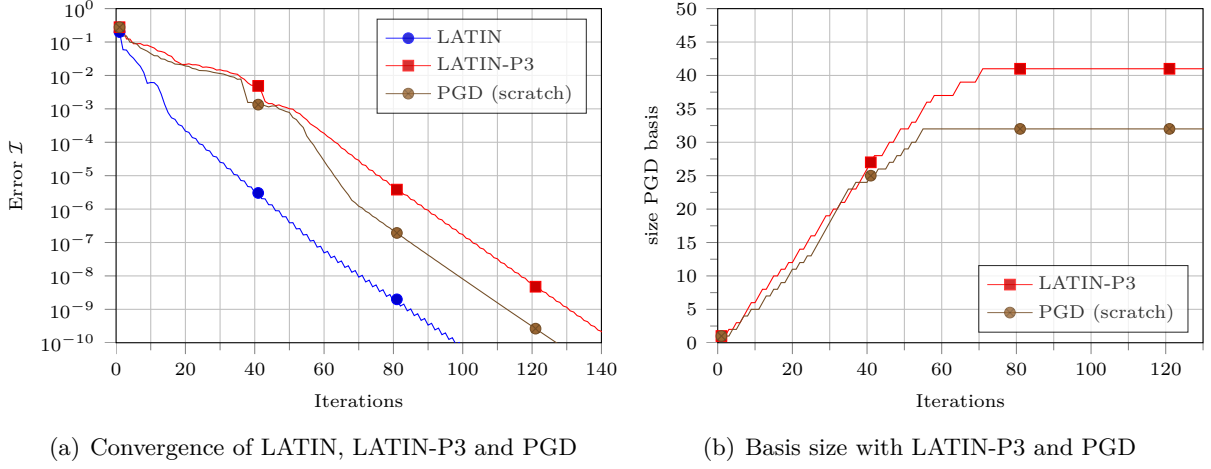 10^0
10^−1
10^−2
10^−3
10^−4
10^−5
10^−6
10^−7
10^−8
10^−9
10^−10
Error I
0 20 40 60 80 100 120 140
Iterations
LATIN
LATIN-P3
PGD (scratch)
(a) Convergence of LATIN, LATIN-P3 and PGD
50
45
40
35
30
25
20
15
10
5
0
size PGD basis
0 20 40 60 80 100 120
Iterations
LATIN-P3
PGD (scratch)
(b) Basis size with LATIN-P3 and PGD